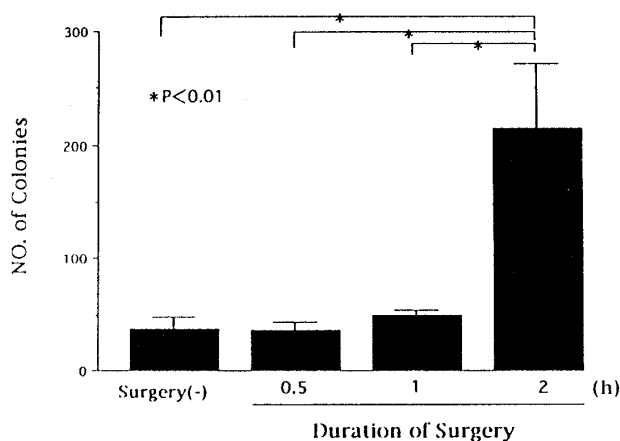 * * *
300
* P<0.01
200
100
0
NO. of Colonies
Surgery(-) 0.5 1 2 (h)
Duration of Surgery